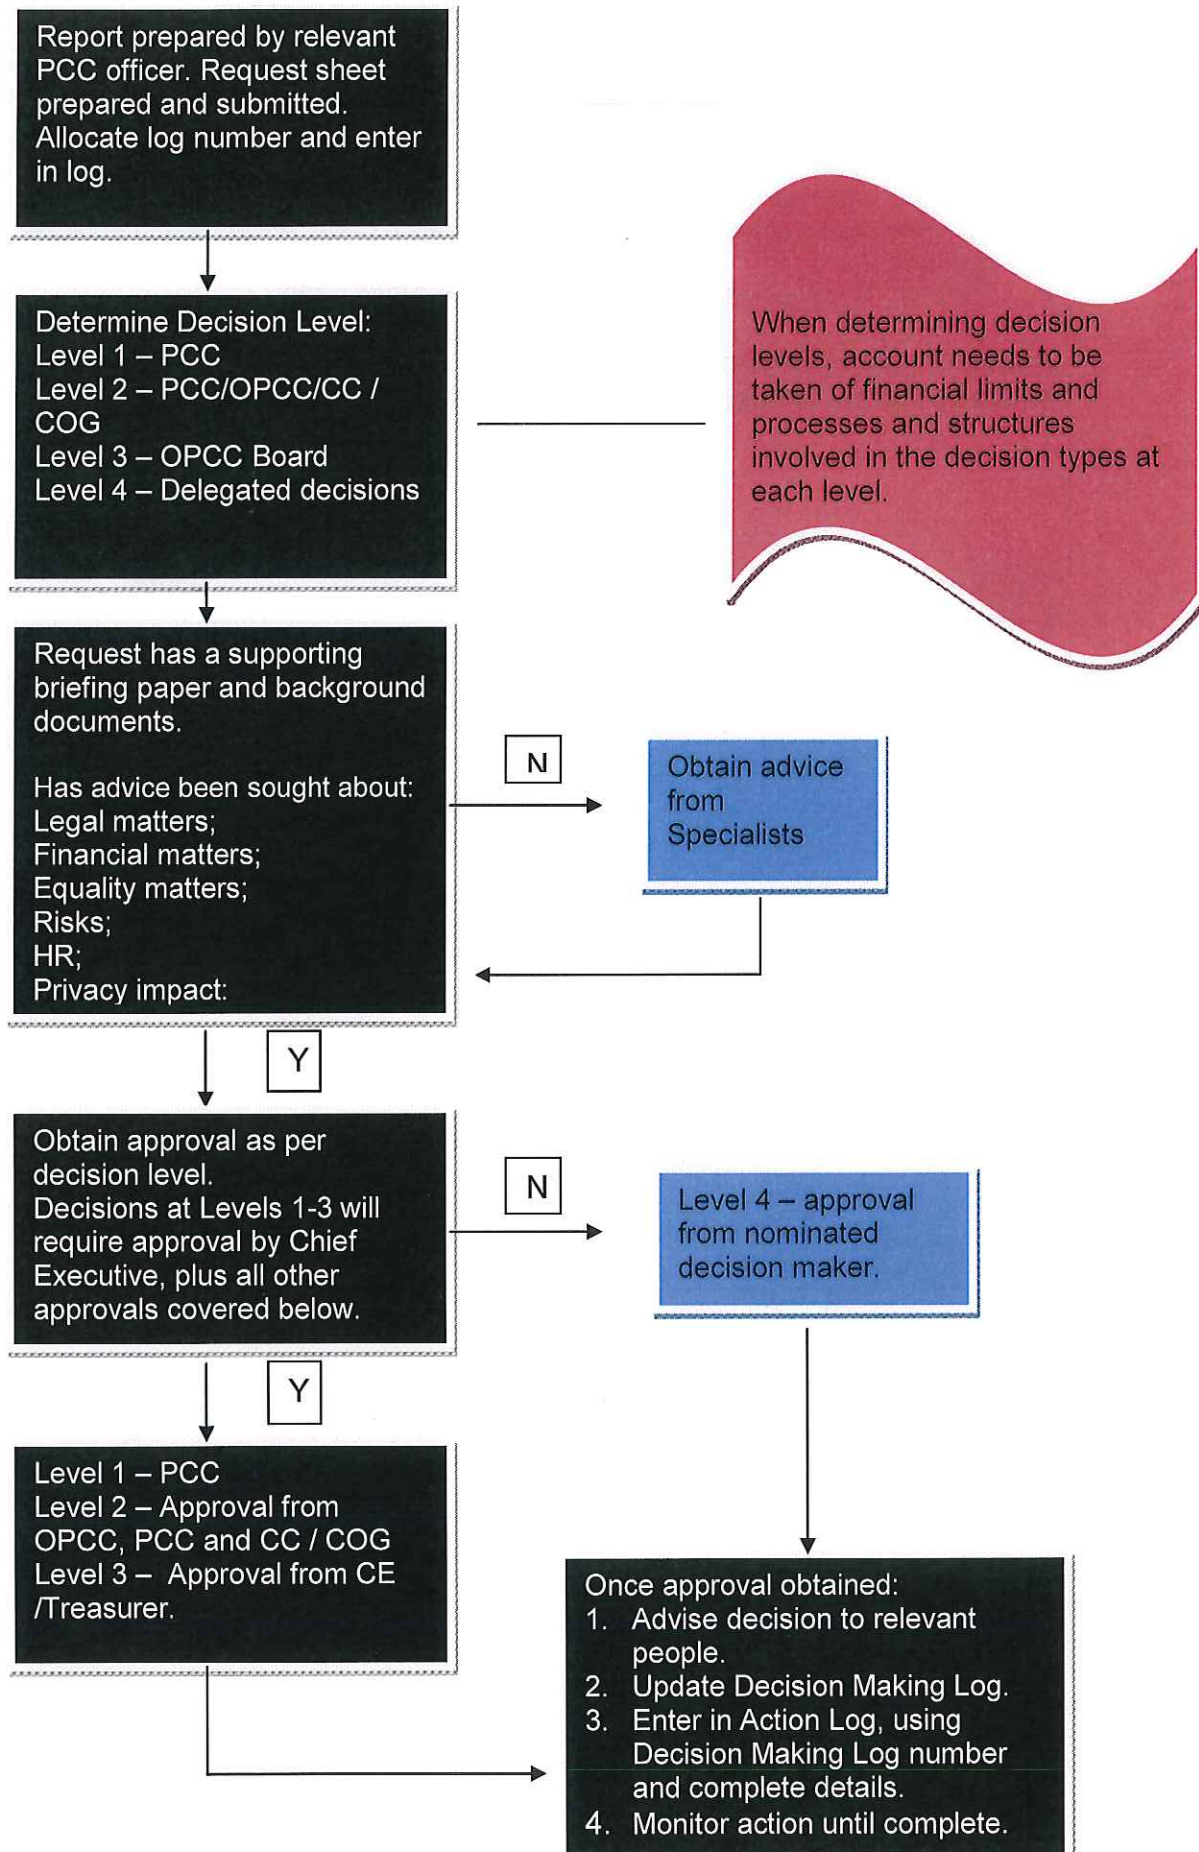 Report prepared by relevant
PCC officer. Request sheet
prepared and submitted.
Allocate log number and enter
in log.
Determine Decision Level:
Level 1 – PCC
Level 2 – PCC/OPCC/CC /
COG
Level 3 – OPCC Board
Level 4 – Delegated decisions
When determining decision
levels, account needs to be
taken of financial limits and
processes and structures
involved in the decision types at
each level.
Request has a supporting
briefing paper and background
documents.
Has advice been sought about:
Legal matters;
Financial matters;
Equality matters;
Risks;
HR;
Privacy impact:
N
Obtain advice
from
Specialists
Y
Obtain approval as per
decision level.
Decisions at Levels 1-3 will
require approval by Chief
Executive, plus all other
approvals covered below.
N
Level 4 – approval
from nominated
decision maker.
Y
Level 1 – PCC
Level 2 – Approval from
OPCC, PCC and CC / COG
Level 3 – Approval from CE
/Treasurer.
Once approval obtained:
1. Advise decision to relevant
people.
2. Update Decision Making Log.
3. Enter in Action Log, using
Decision Making Log number
and complete details.
4. Monitor action until complete.